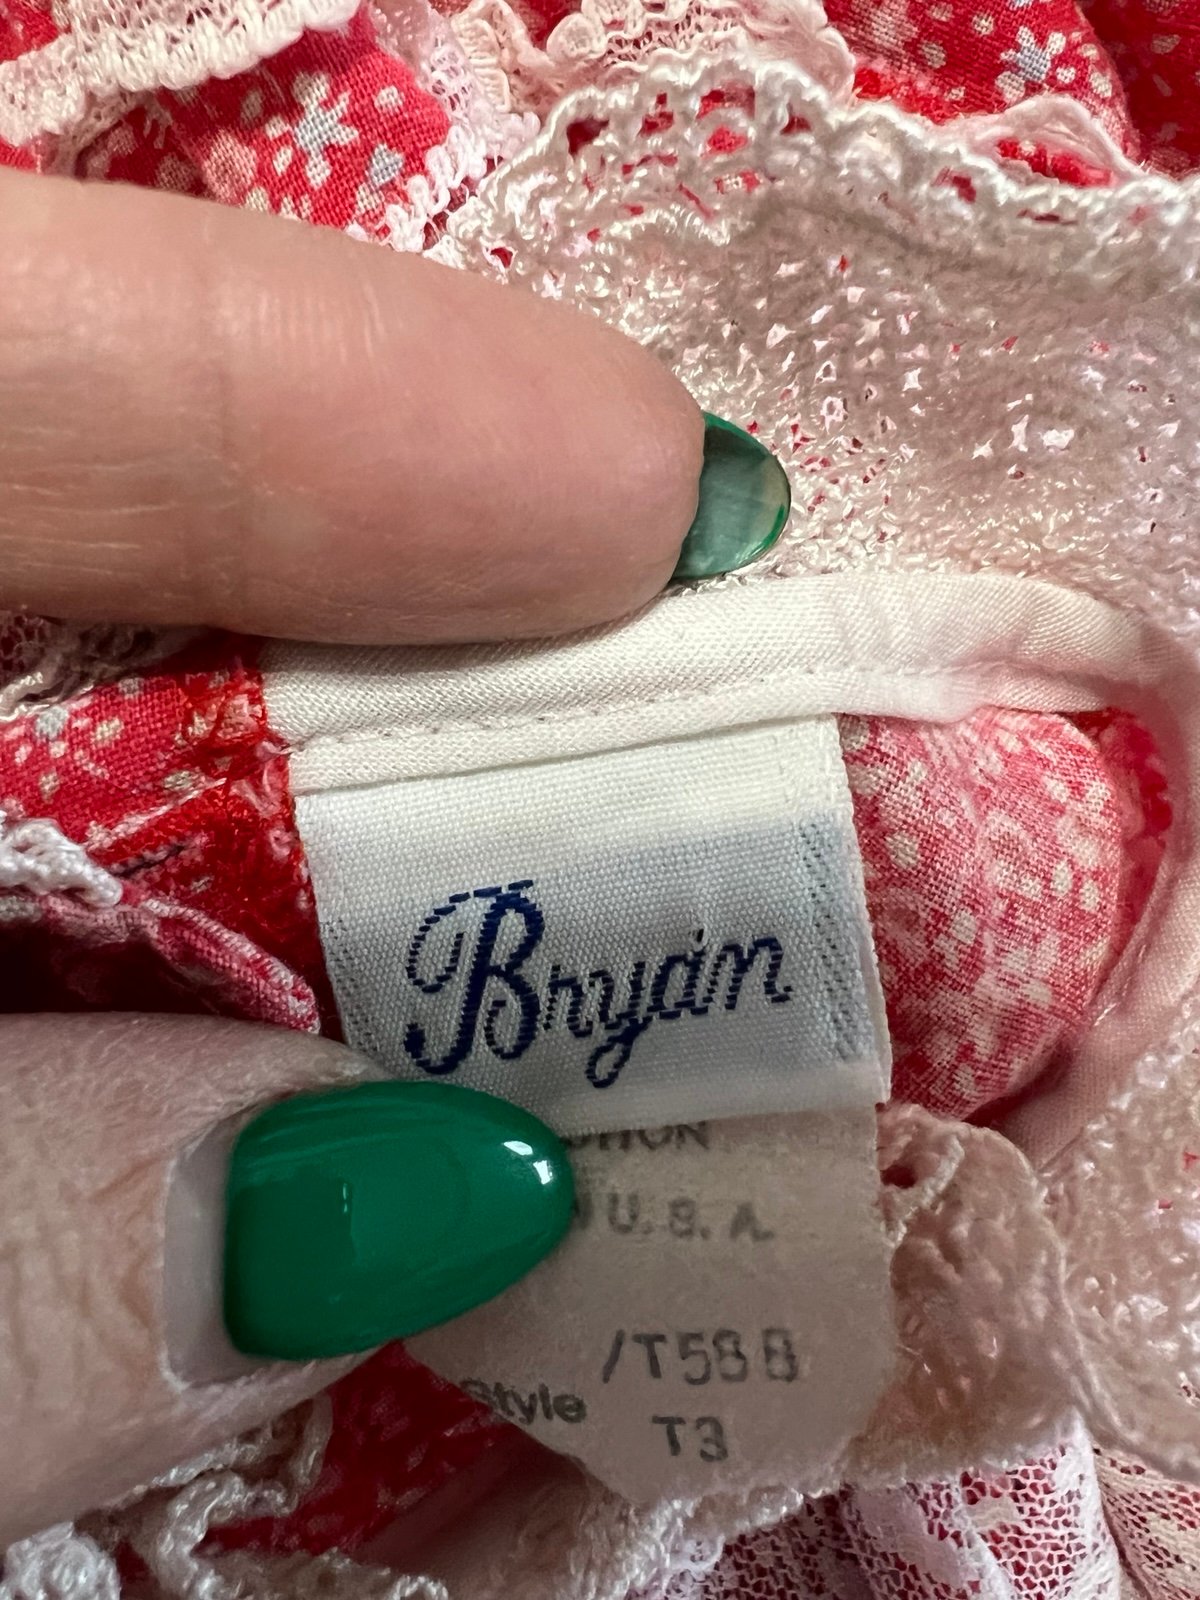 Bryan
U.S.A.
/T58B
Style
T3